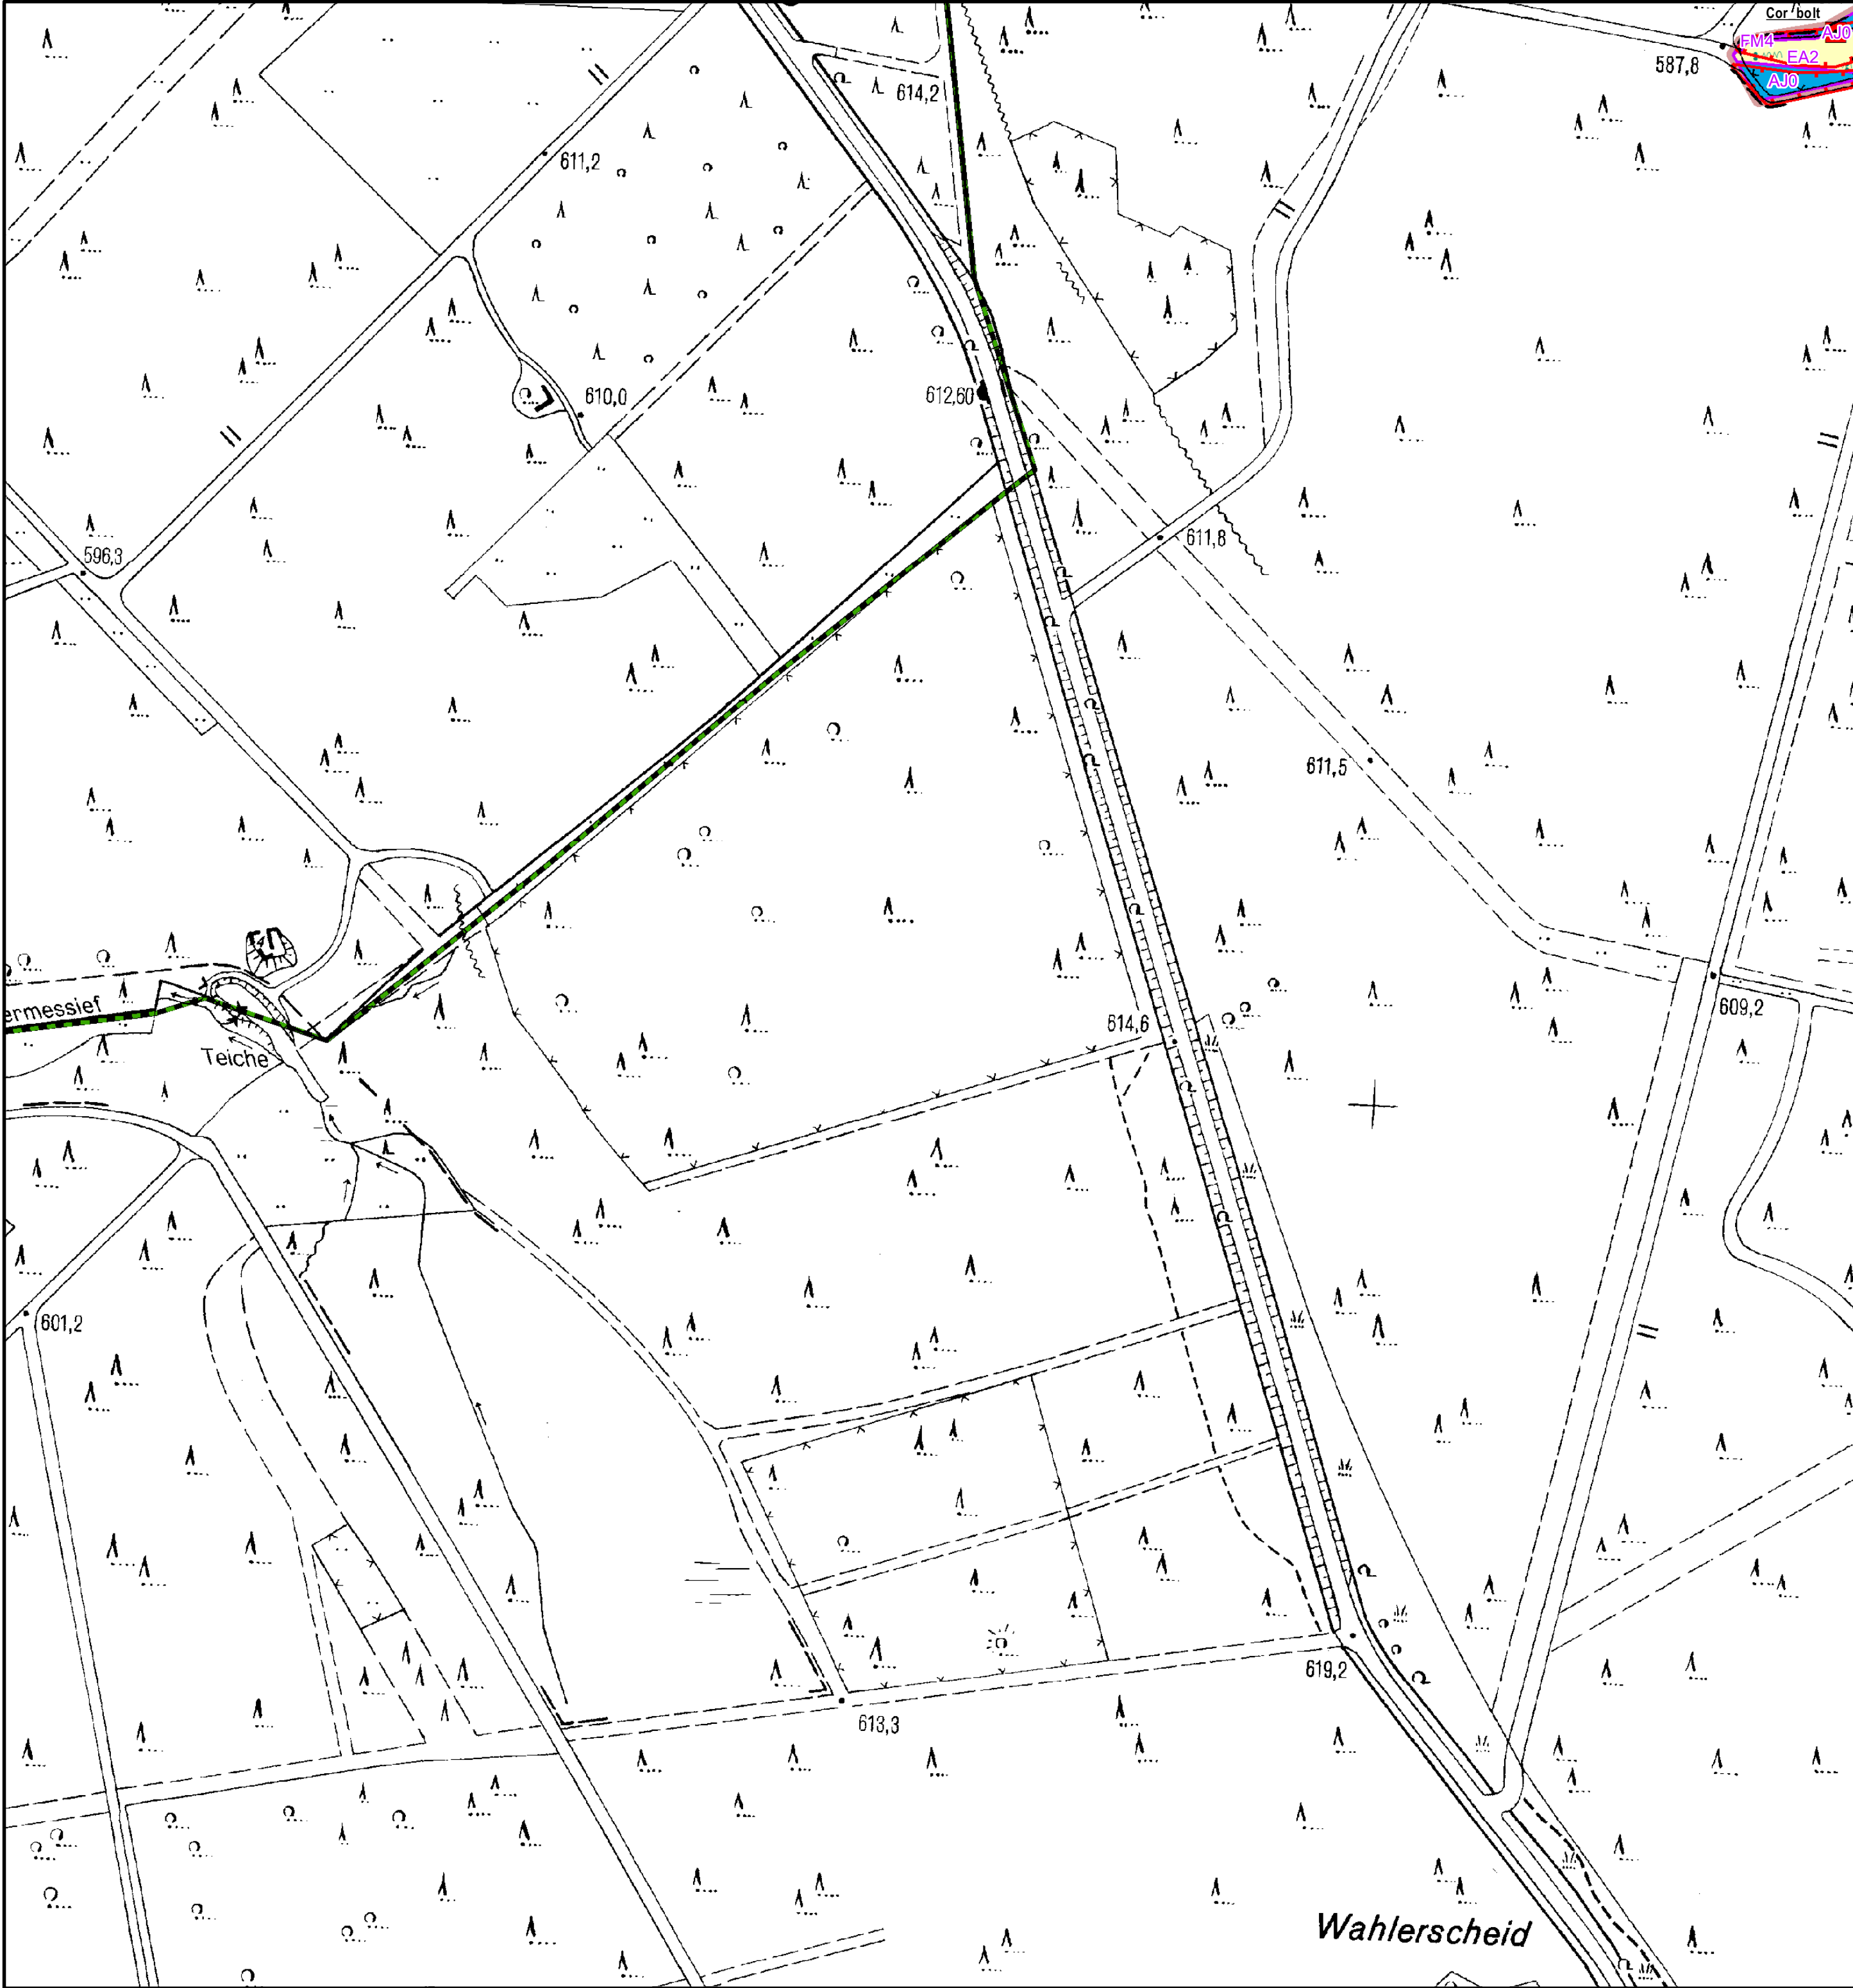 Cor bolt
FM4
AJ0
EA2
AJ0
587,8
614,2
611,2
610,0
612,60
596,3
611,8
611,5
ermessief
Teiche
614,6
609,2
601,2
619,2
613,3
Wahlerscheid